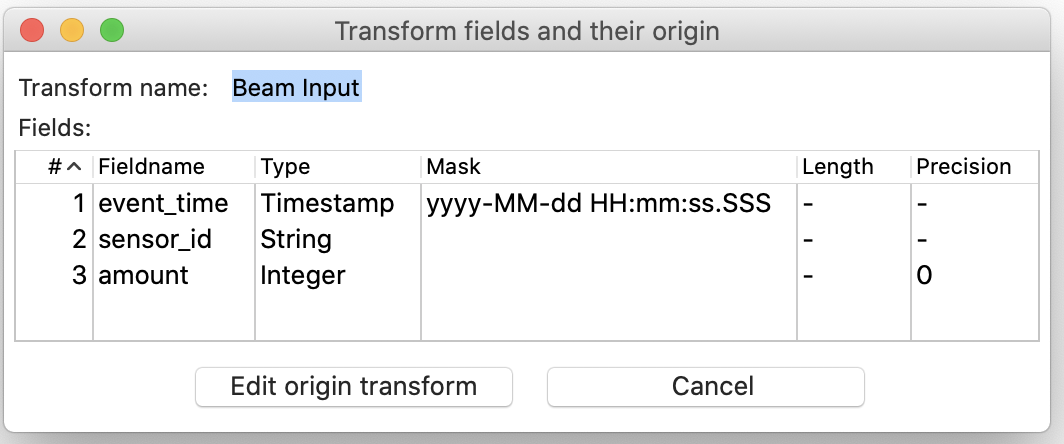 Transform fields and their origin
Transform name: Beam Input
Fields:
# Fieldname Type Mask Length Precision
1 event_time Timestamp yyyy-MM-dd HH:mm:ss.SSS - -
2 sensor_id String - -
3 amount Integer - 0
Edit origin transform Cancel